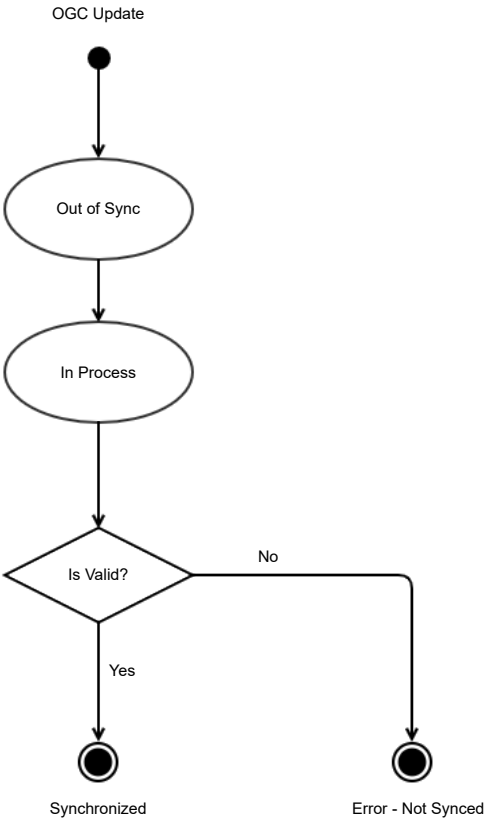 OGC Update
Out of Sync
In Process
Is Valid?
No
Yes
Synchronized
Error - Not Synced